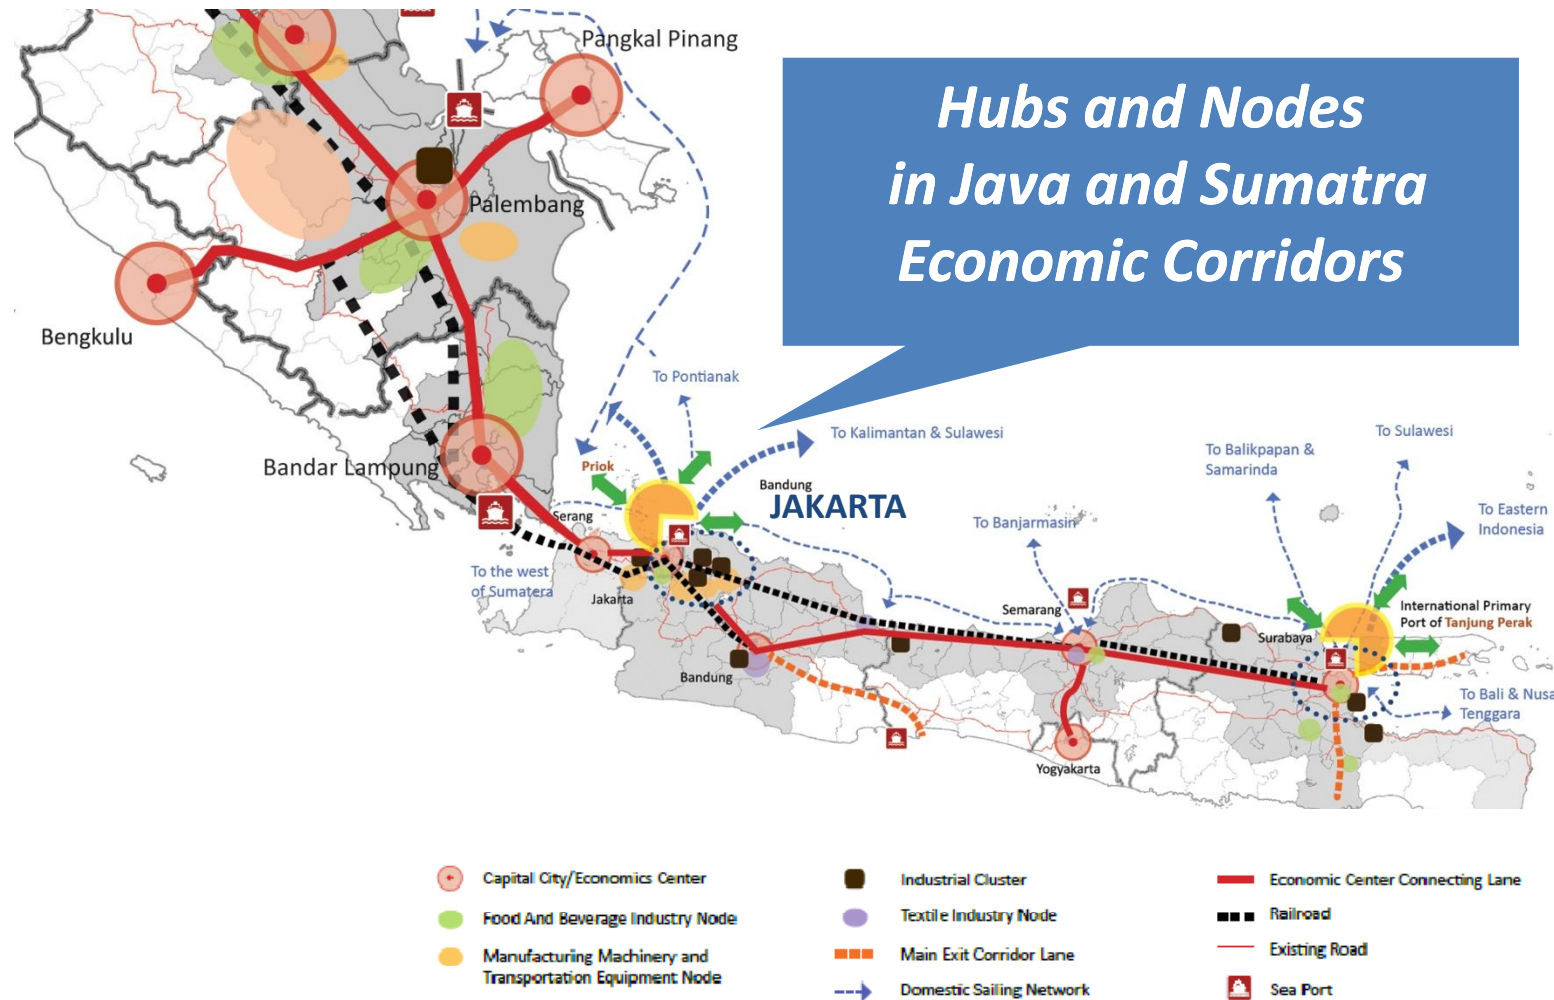 Hubs and Nodes
in Java and Sumatra
Economic Corridors
Pangkal Pinang
Palembang
Bengkulu
Bandar Lampung
To Pontianak
To Kalimantan & Sulawesi
Priok
Bandung
JAKARTA
Serang
To the west
of Sumatera
Jakarta
Bandung
To Banjarmasin
Semarang
Yogyakarta
To Balikpapan &
Samarinda
To Sulawesi
To Eastern
Indonesia
Surabaya
International Primary
Port of Tanjung Perak
To Bali & Nusa
Tenggara
Capital City/Economics Center
Food And Beverage Industry Node
Manufacturing Machinery and
Transportation Equipment Node
Industrial Cluster
Textile Industry Node
Main Exit Corridor Lane
Domestic Sailing Network
Economic Center Connecting Lane
Railroad
Existing Road
Sea Port